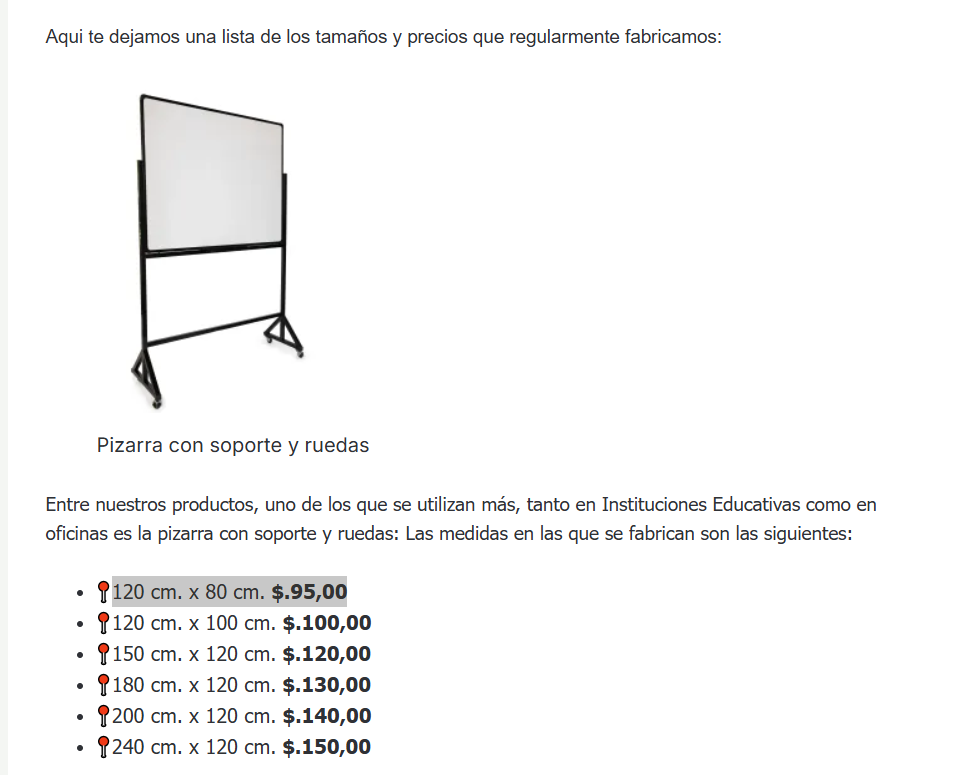 Aqui te dejamos una lista de los tamaños y precios que regularmente fabricamos:
Pizarra con soporte y ruedas
Entre nuestros productos, uno de los que se utilizan más, tanto en Instituciones Educativas como en
oficinas es la pizarra con soporte y ruedas: Las medidas en las que se fabrican son las siguientes:
120 cm. x 80 cm. $.95,00
120 cm. x 100 cm. $.100,00
150 cm. x 120 cm. $.120,00
180 cm. x 120 cm. $.130,00
200 cm. x 120 cm. $.140,00
240 cm. x 120 cm. $.150,00